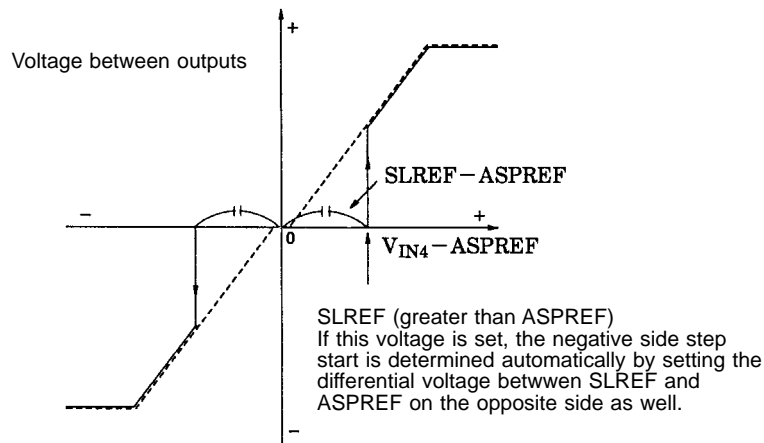 +
Voltage between outputs
SLREF−ASPREF
−
+
0
V_IN4−ASPREF
SLREF (greater than ASPREF)
If this voltage is set, the negative side step
start is determined automatically by setting the
differential voltage betwwen SLREF and
ASPREF on the opposite side as well.
−